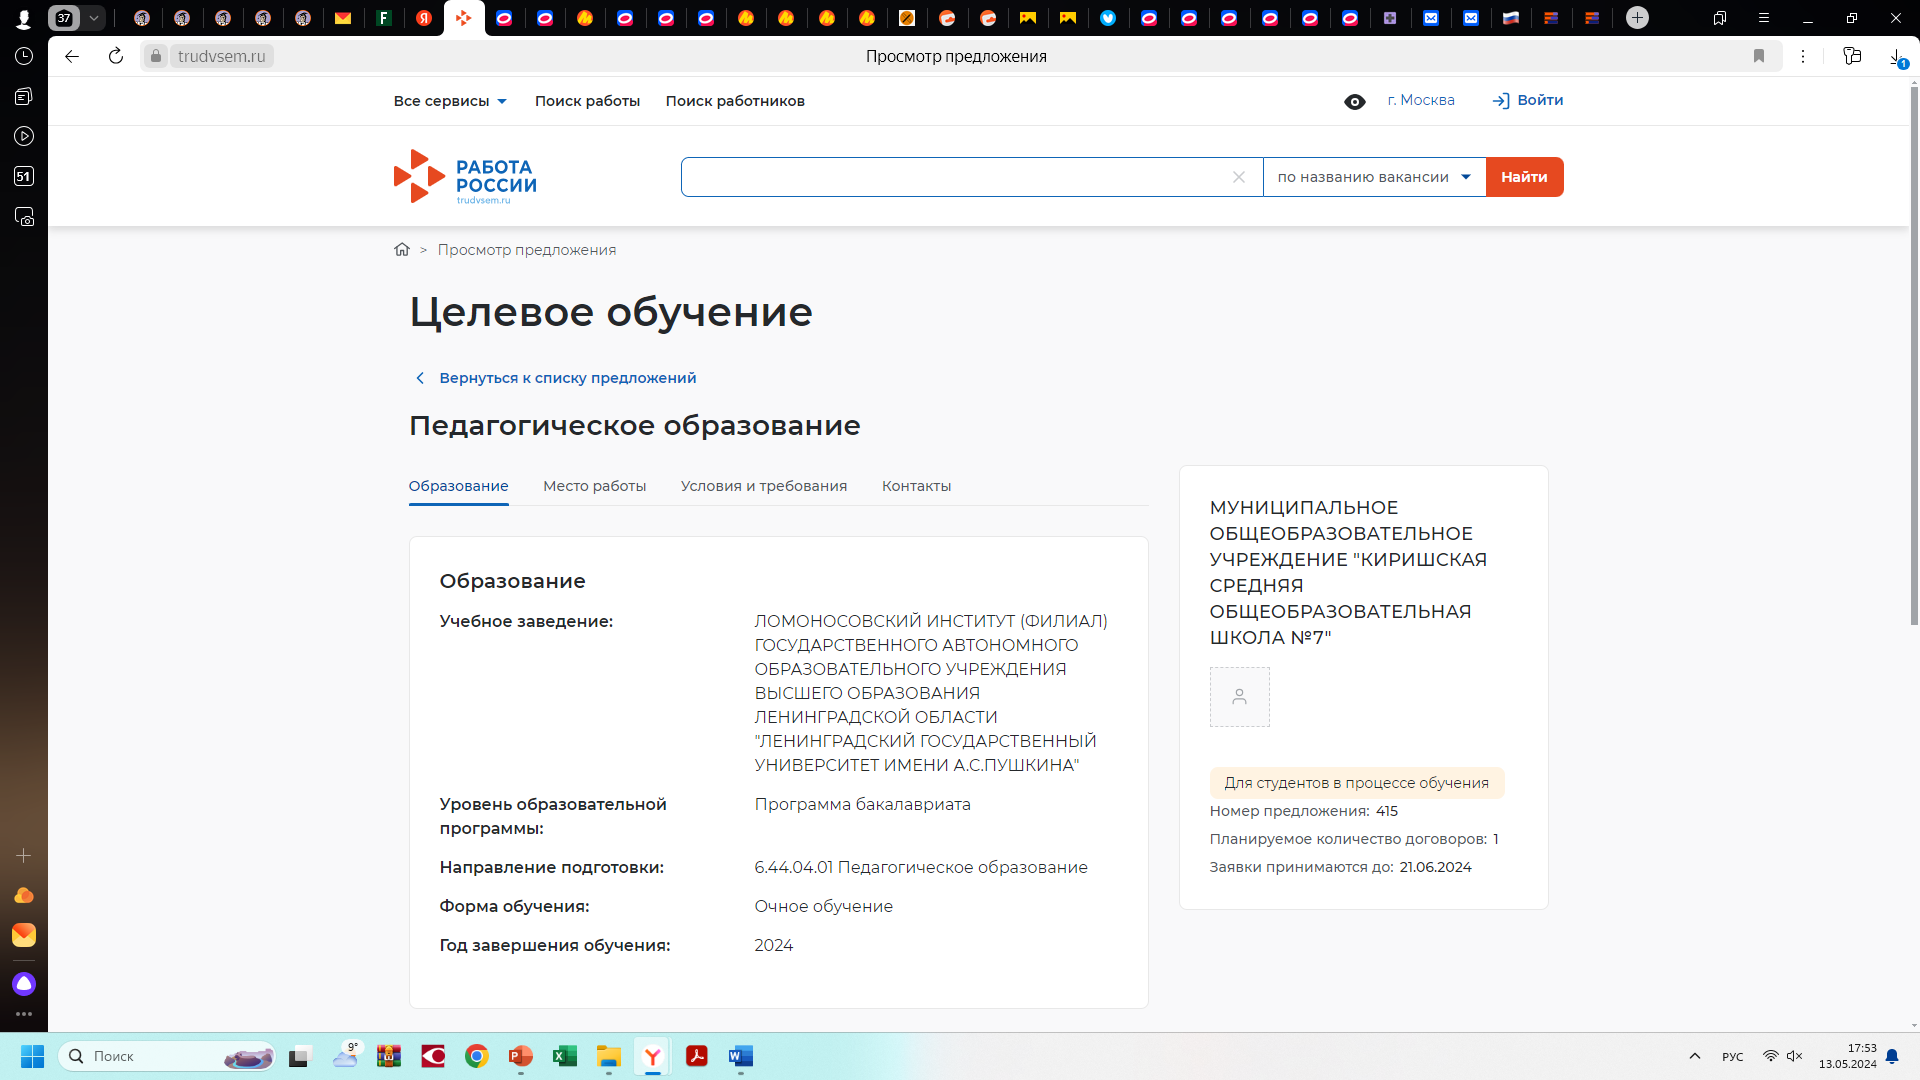 37
trudvsem.ru
Просмотр предложения
1
51
Все сервисы
Поиск работы
Поиск работников
г. Москва
Войти
РАБОТА
РОССИИ
trudvsem.ru
по названию вакансии
Найти
> Просмотр предложения
Целевое обучение
Вернуться к списку предложений
Педагогическое образование
Образование
Место работы
Условия и требования
Контакты
Образование
Учебное заведение:
ЛОМОНОСОВСКИЙ ИНСТИТУТ (ФИЛИАЛ)
ГОСУДАРСТВЕННОГО АВТОНОМНОГО
ОБРАЗОВАТЕЛЬНОГО УЧРЕЖДЕНИЯ
ВЫСШЕГО ОБРАЗОВАНИЯ
ЛЕНИНГРАДСКОЙ ОБЛАСТИ
"ЛЕНИНГРАДСКИЙ ГОСУДАРСТВЕННЫЙ
УНИВЕРСИТЕТ ИМЕНИ А.С.ПУШКИНА"
Уровень образовательной
программы:
Программа бакалавриата
Направление подготовки:
6.44.04.01 Педагогическое образование
Форма обучения:
Очное обучение
Год завершения обучения:
2024
МУНИЦИПАЛЬНОЕ
ОБЩЕОБРАЗОВАТЕЛЬНОЕ
УЧРЕЖДЕНИЕ "КИРИШСКАЯ
СРЕДНЯЯ
ОБЩЕОБРАЗОВАТЕЛЬНАЯ
ШКОЛА №7"
Для студентов в процессе обучения
Номер предложения: 415
Планируемое количество договоров: 1
Заявки принимаются до: 21.06.2024
Поиск
9°
РУС
17:53
13.05.2024